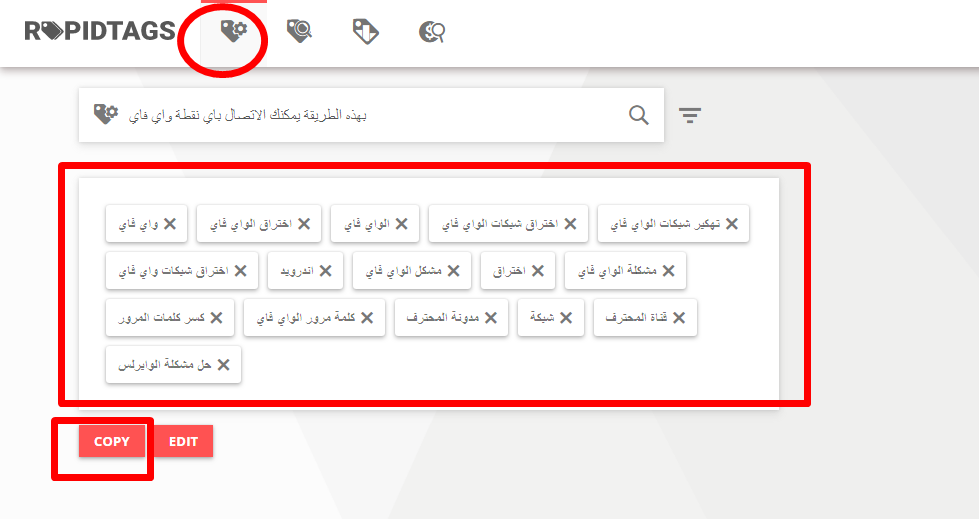 RAPIDTAGS
بهذه الطريقة يمكنك الاتصال باي نقطة واي فاي
واي فاي اختراق الواي فاي الواي فاي اختراق شبكات الواي فاي تهكير شبكات الواي فاي
اختراق شبكات واي فاي اندرويد مشكل الواي فاي اختراق مشكلة الواي فاي
كسر كلمات المرور كلمة مرور الواي فاي مدونة المحترف شبكة قناة المحترف
حل مشكلة الوايرلس
COPY EDIT